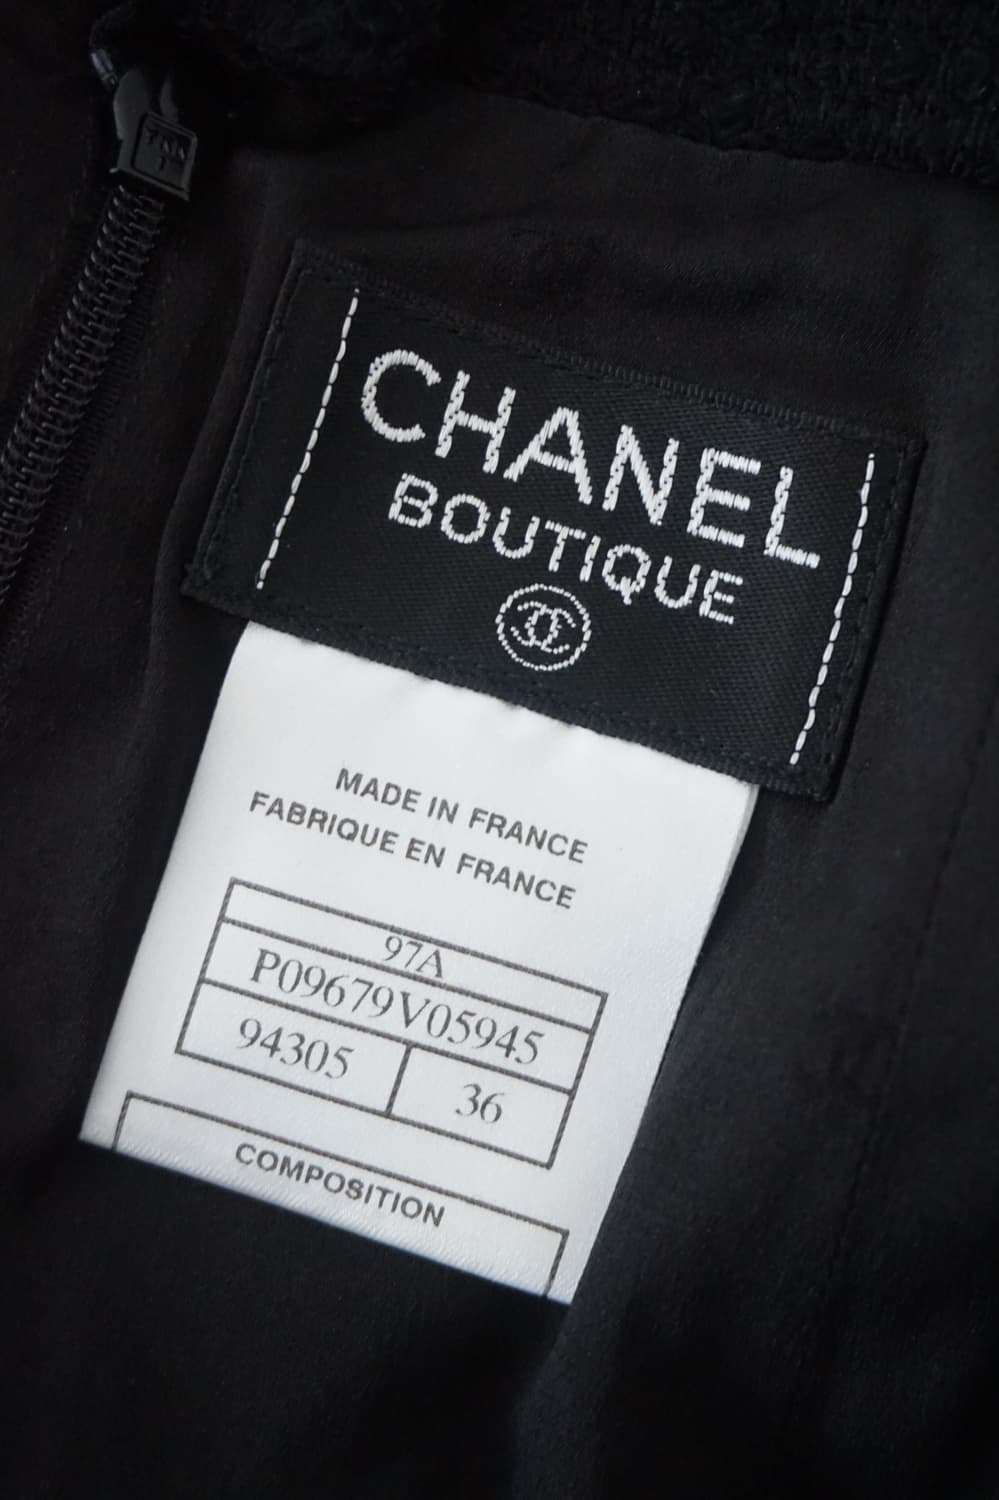 CHANEL
BOUTIQUE
MADE IN FRANCE
FABRIQUE EN FRANCE
97A
P09679V05945
94305
36
COMPOSITION